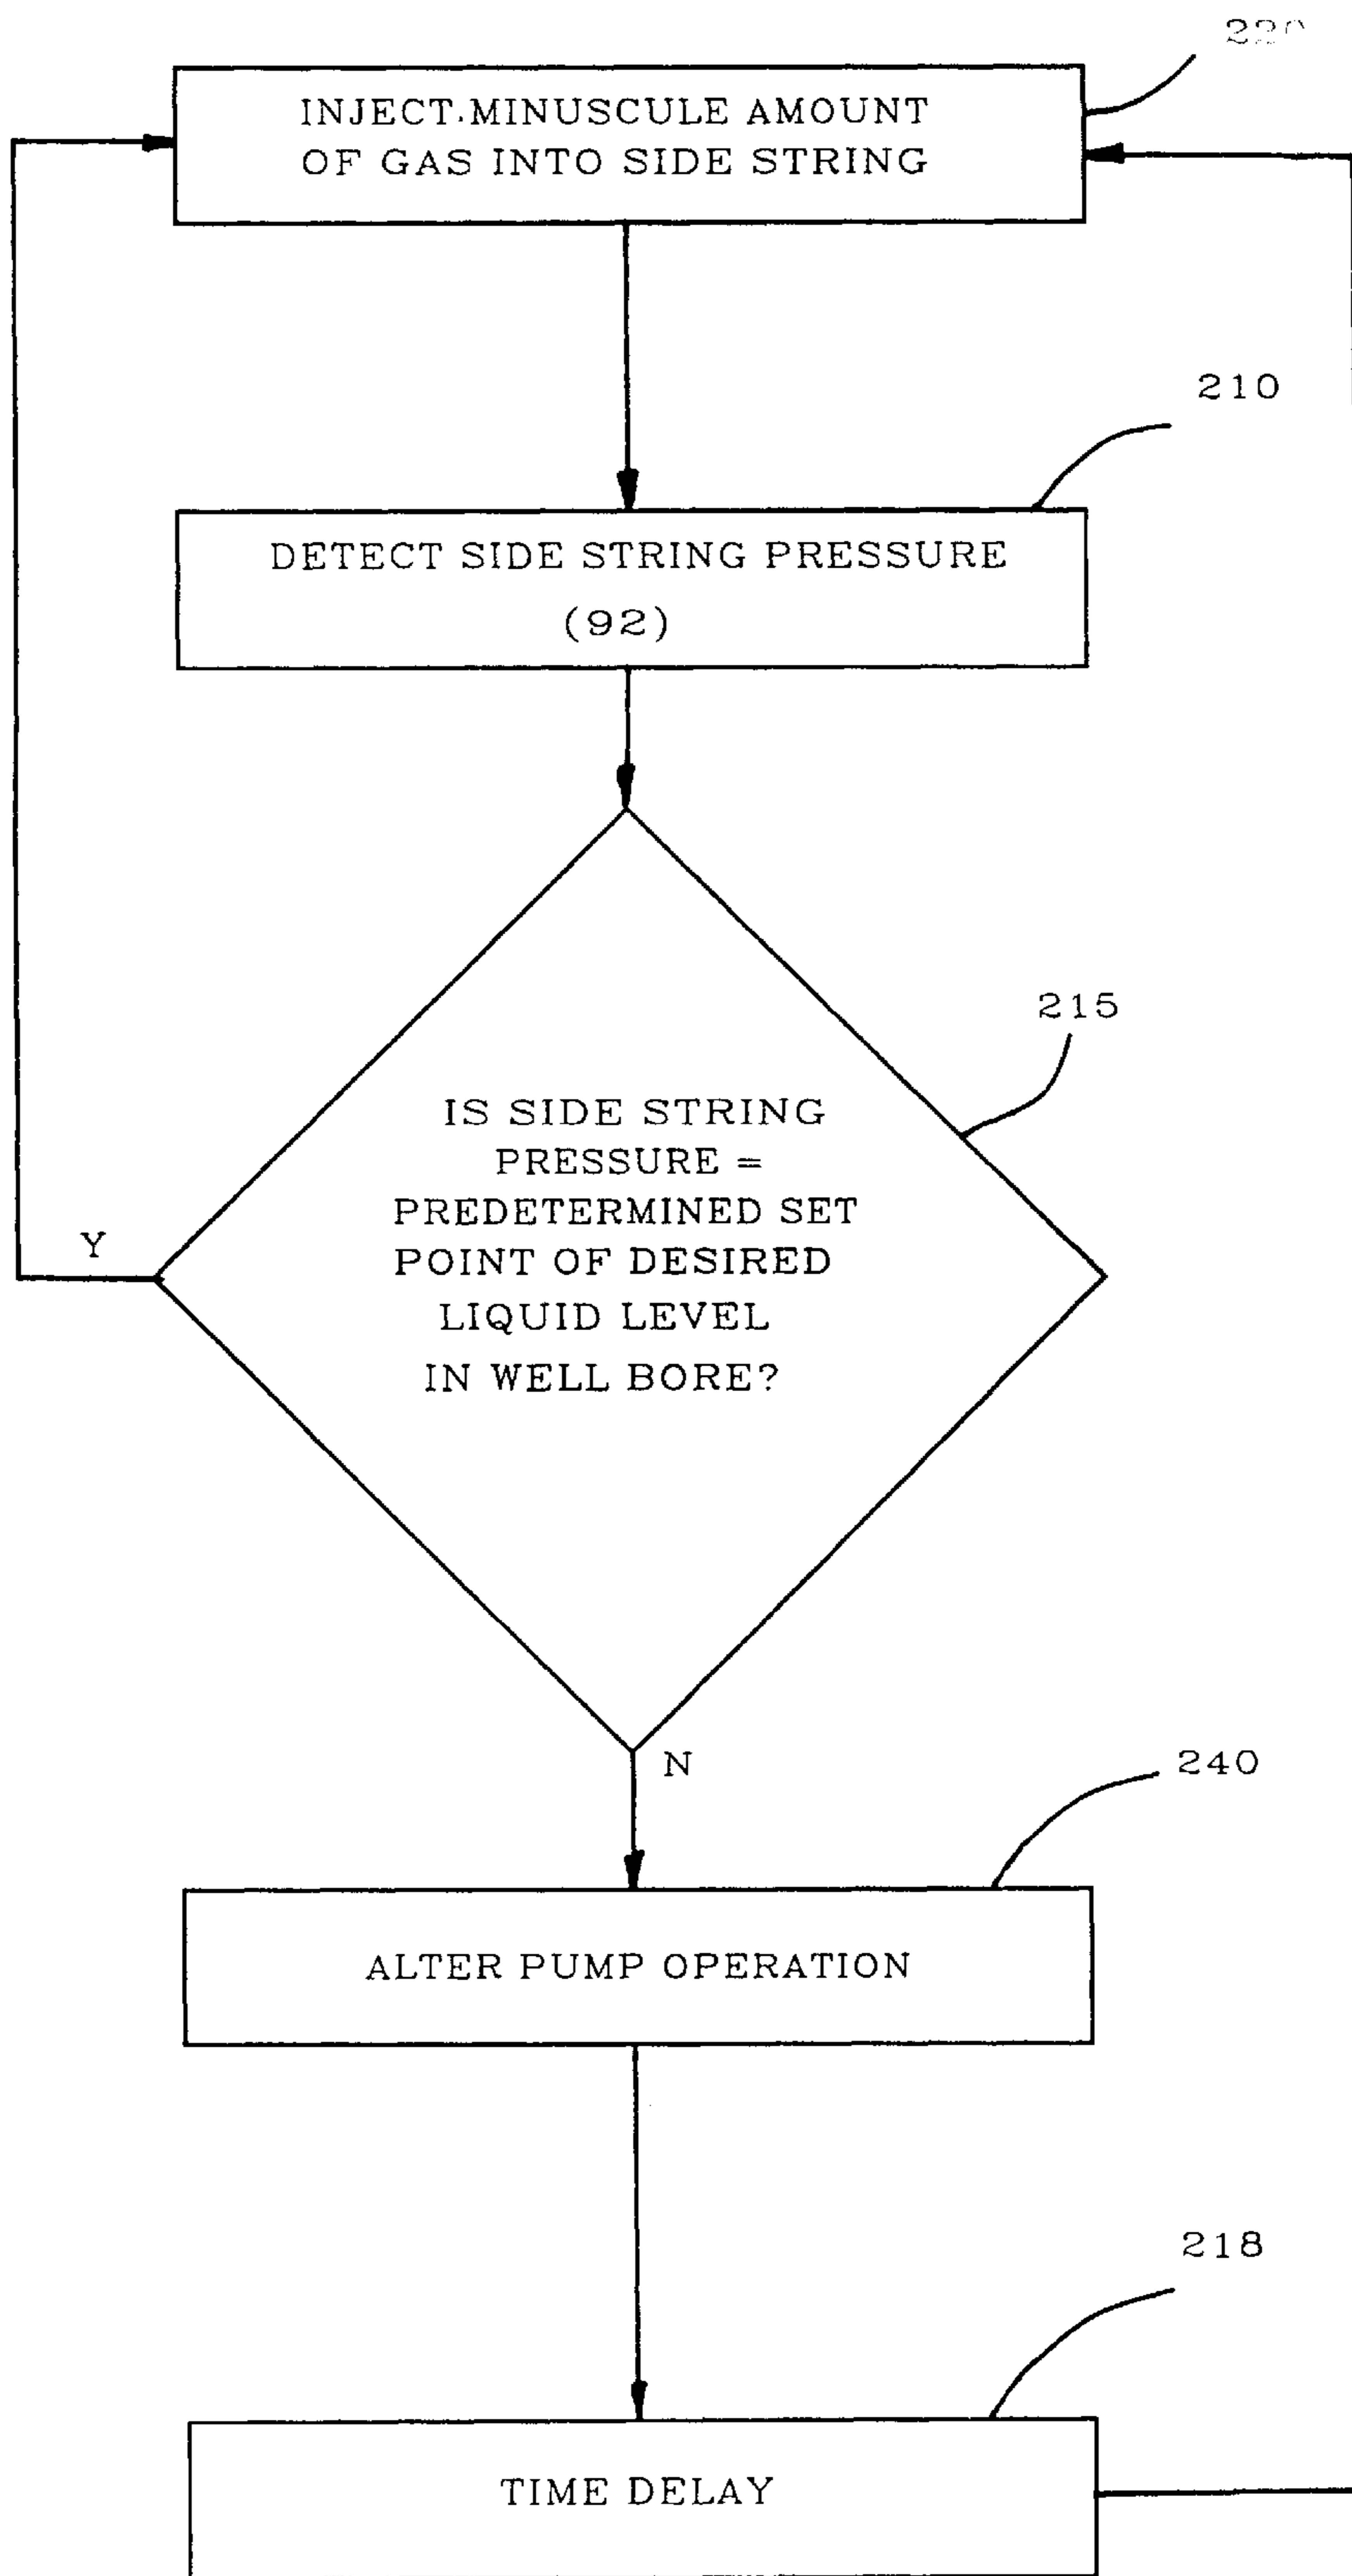 220
INJECT MINUSCULE AMOUNT
OF GAS INTO SIDE STRING
210
DETECT SIDE STRING PRESSURE
(92)
215
IS SIDE STRING
PRESSURE =
PREDETERMINED SET
POINT OF DESIRED
LIQUID LEVEL
IN WELL BORE?
Y
N
240
ALTER PUMP OPERATION
218
TIME DELAY